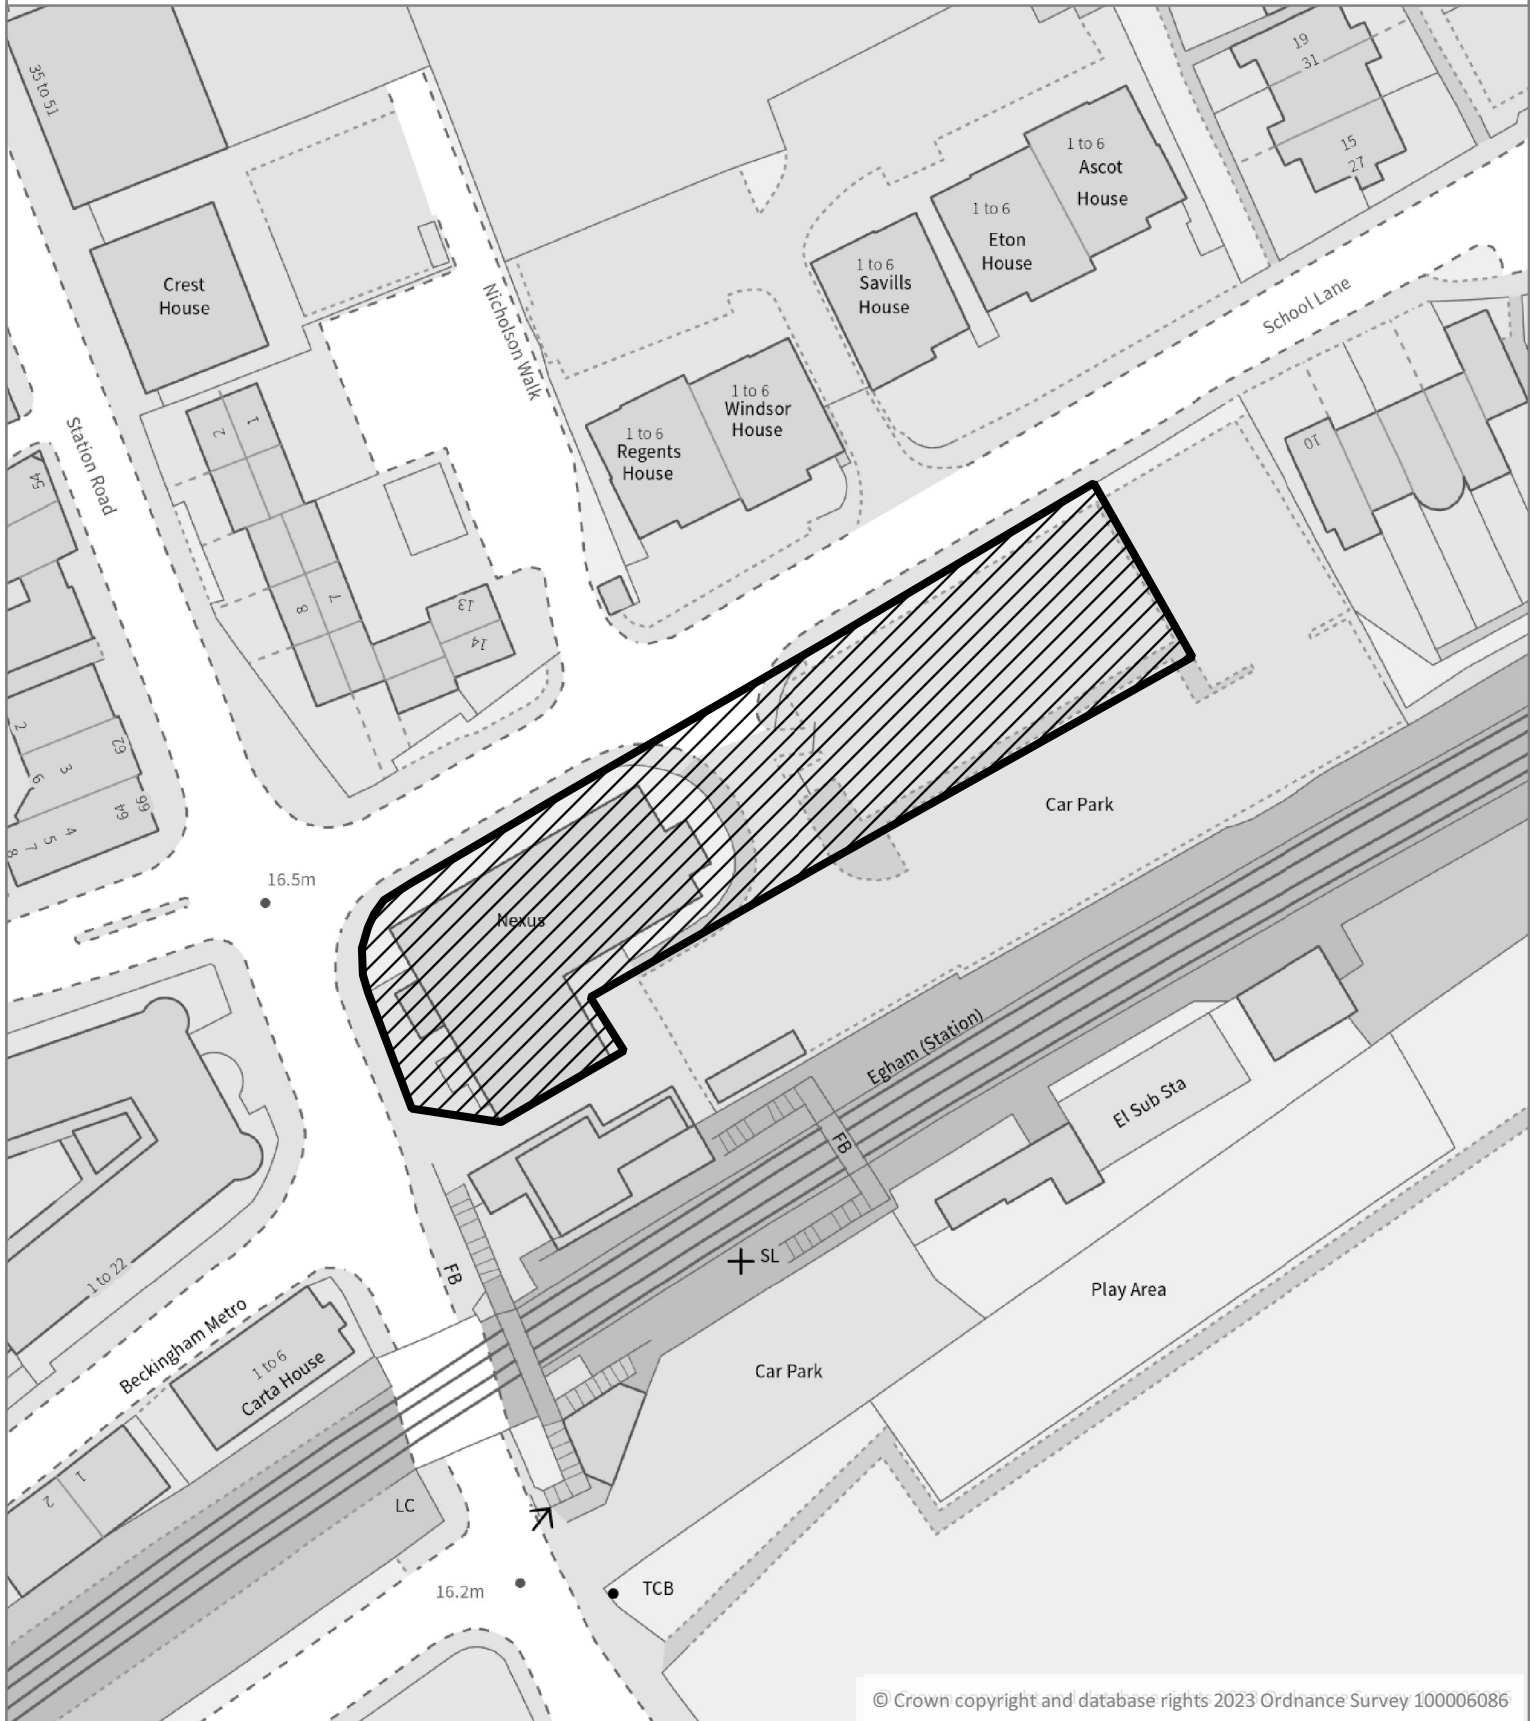 35 to 51
19
31
15
27
1 to 6
Ascot
House
1 to 6
Eton
House
1 to 6
Savills
House
Crest
House
Nicholson Walk
School Lane
1 to 6
Windsor
House
1 to 6
Regents
House
Station Road
1
2
10
54
7
8
13
14
2
3
6
62
64
66
4
5
7
8
Car Park
16.5m
Nexus
Egham (Station)
El Sub Sta
FB
FB
SL
1 to 22
Play Area
Beckingham Metro
1 to 6
Carta House
Car Park
1
2
LC
16.2m
TCB
© Crown copyright and database rights 2023 Ordnance Survey 100006086